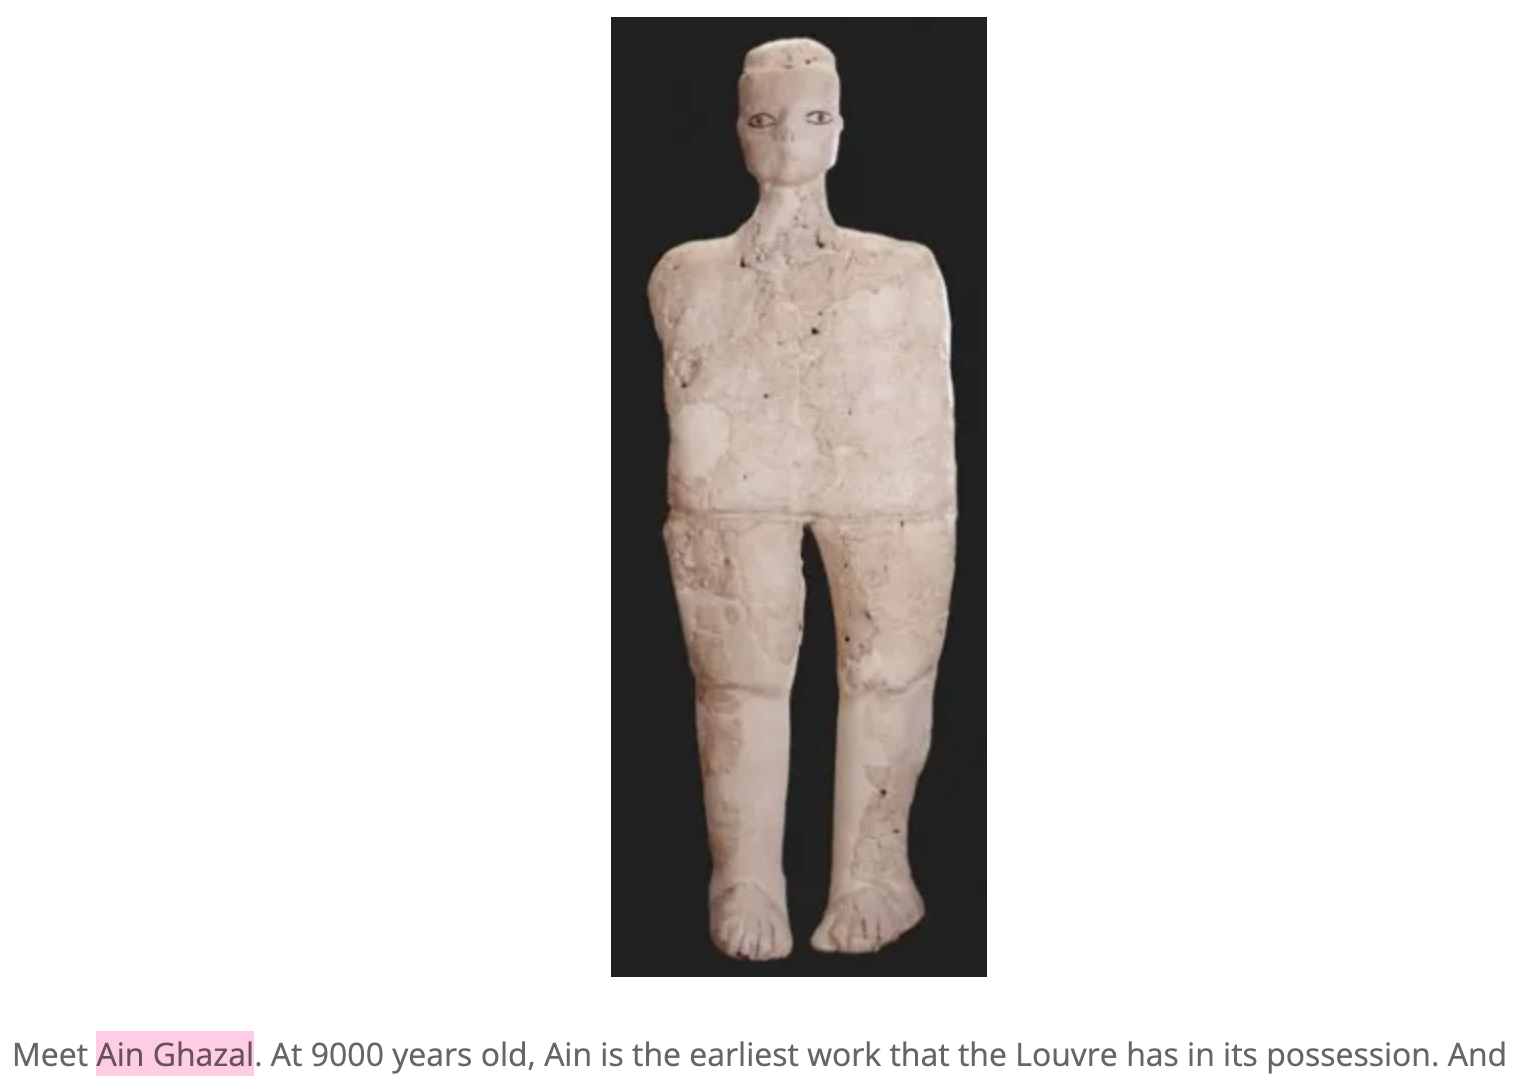 Meet Ain Ghazal. At 9000 years old, Ain is the earliest work that the Louvre has in its possession. And